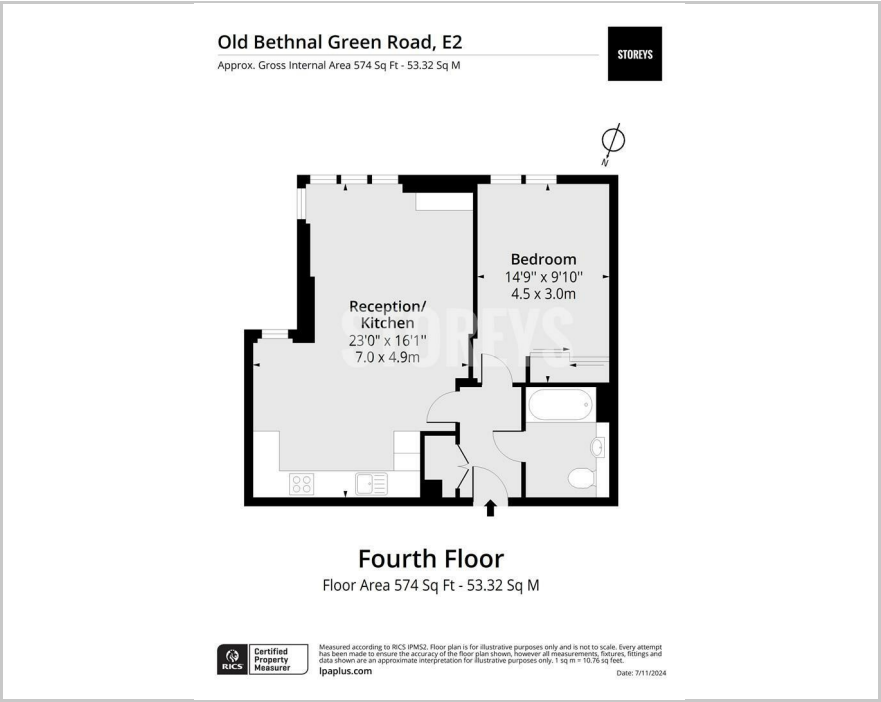 Old Bethnal Green Road, E2
Approx. Gross Internal Area 574 Sq Ft - 53.32 Sq M
STOREYS
N
Bedroom
14'9" x 9'10"
4.5 x 3.0m
Reception/
Kitchen
23'0" x 16'1"
7.0 x 4.9m
STOREYS
Fourth Floor
Floor Area 574 Sq Ft - 53.32 Sq M
RICS
Certified
Property
Measurer
Measured according to RICS IPMS2. Floor plan is for illustrative purposes only and is not to scale. Every attempt
has been made to ensure the accuracy of the floor plan shown, however all measurements, fixtures, fittings and
data shown are an approximate interpretation for illustrative purposes only. 1 sq m = 10.76 sq feet.
lpaplus.com
Date: 7/11/2024